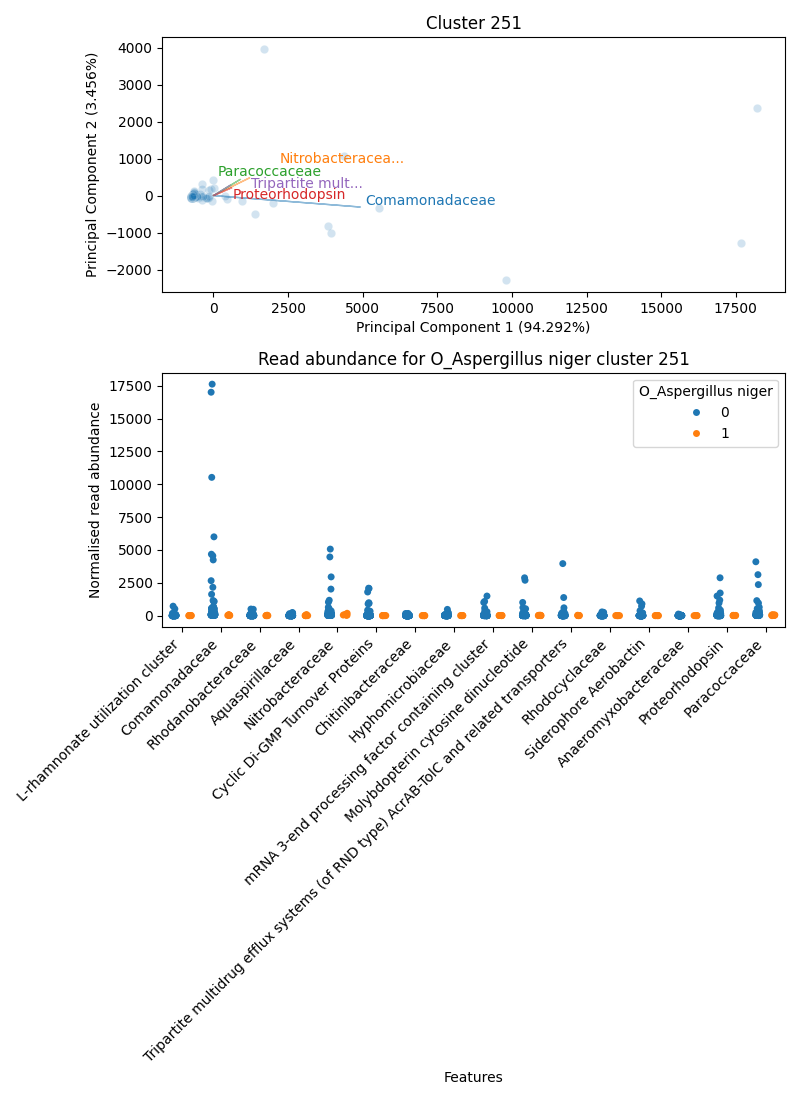 Cluster 251
Principal Component 2 (3.456%)
4000
3000
2000
1000
0
−1000
−2000
Nitrobacteracea...
Paracoccaceae
Tripartite mult...
Proteorhodopsin
Comamonadaceae
0 2500 5000 7500 10000 12500 15000 17500
Principal Component 1 (94.292%)
Read abundance for O_Aspergillus niger cluster 251
Normalised read abundance
17500
15000
12500
10000
7500
5000
2500
0
O_Aspergillus niger
0
1
L-rhamnonate utilization cluster
Comamonadaceae
Rhodanobacteraceae
Aquaspirillaceae
Nitrobacteraceae
Cyclic Di-GMP Turnover Proteins
Chitinibacteraceae
Hyphomicrobiaceae
mRNA 3-end processing factor containing cluster
Molybdopterin cytosine dinucleotide
Tripartite multidrug efflux systems (of RND type) AcrAB-TolC and related transporters
Rhodocyclaceae
Siderophore Aerobactin
Anaeromyxobacteraceae
Proteorhodopsin
Paracoccaceae
Features